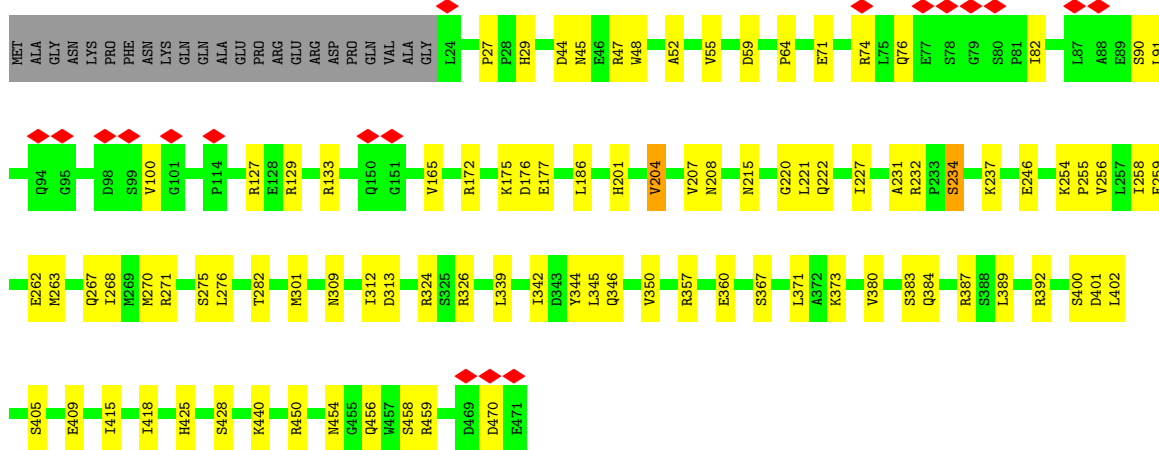 MET ALA GLY ASN LYS PRO PHE ASN LYS GLN GLN ALA GLU PRO ARG GLU ARG ASP PRO GLN VAL ALA GLY L24 P27 P28 H29 D44 N45 E46 R47 W48 A52 V55 D59 P64 E71 R74 L75 Q76 E77 S78 G79 S80 P81 I82 L87 A88 E89 S90 L91
Q94 G95 D98 S99 V100 G101 P114 R127 E128 R129 R133 Q150 G151 V165 R172 K175 D176 E177 L186 H201 V204 V207 N208 N215 G220 L221 Q222 I227 A231 R232 P233 S234 K237 E246 K254 P255 V256 L257 I258 E259
E262 M263 Q267 I268 M269 M270 R271 S275 L276 T282 M301 N309 I312 D313 R324 S325 R326 L339 I342 D343 Y344 L345 Q346 V350 R357 E360 S367 L371 A372 K373 V380 S383 Q384 R387 S388 L389 R392 S400 D401 L402
S405 E409 I415 I418 H425 S428 K440 R450 N454 G455 Q456 W457 S458 R459 D469 D470 E471